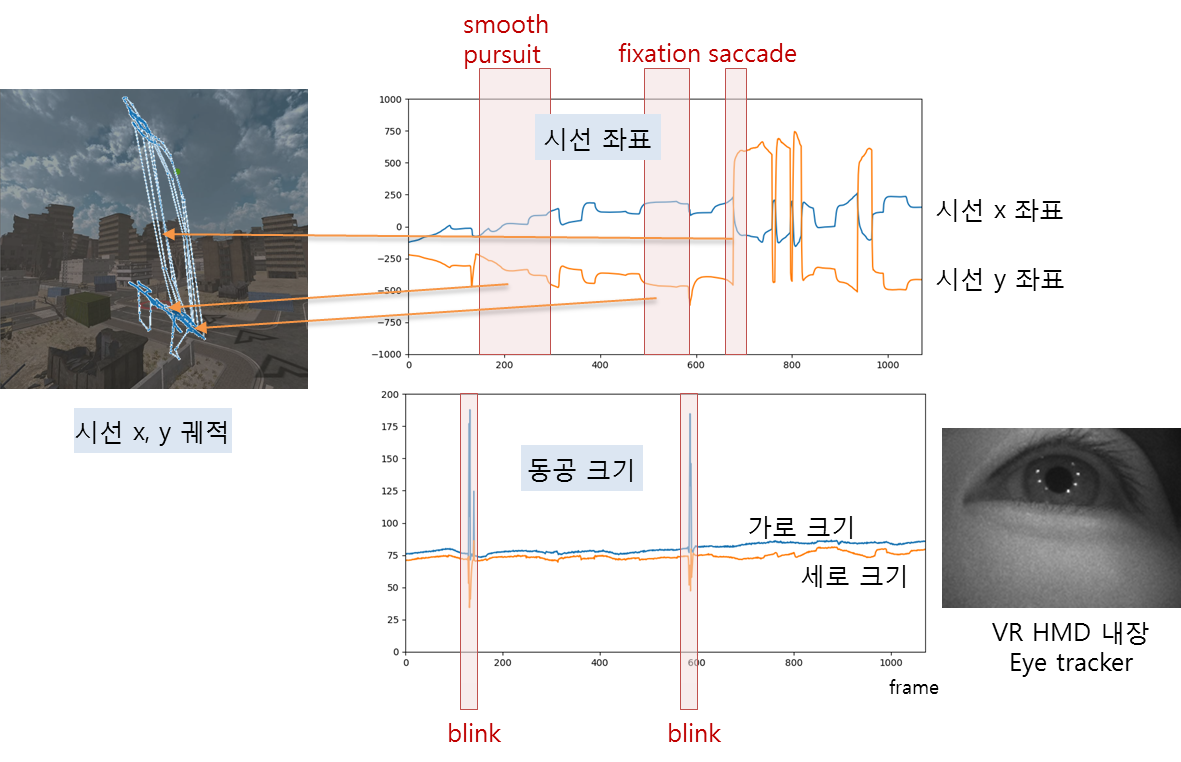 smooth
pursuit
fixation saccade
시선 좌표
1000
750
500
250
0
−250
−500
−750
−1000
0
200
400
600
800
1000
시선 x 좌표
시선 y 좌표
시선 x, y 궤적
동공 크기
200
175
150
125
100
75
50
25
0
0
200
400
600
800
1000
가로 크기
세로 크기
frame
blink
blink
VR HMD 내장
Eye tracker